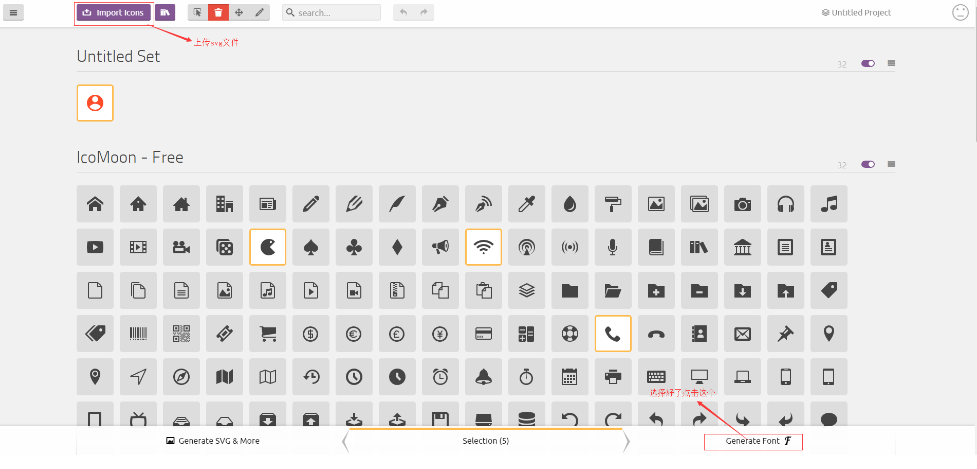 Import Icons
search...
Untitled Project
上传svg文件
Untitled Set
32
IcoMoon - Free
32
选择好了点击这个
Generate SVG & More
Selection (5)
Generate Font